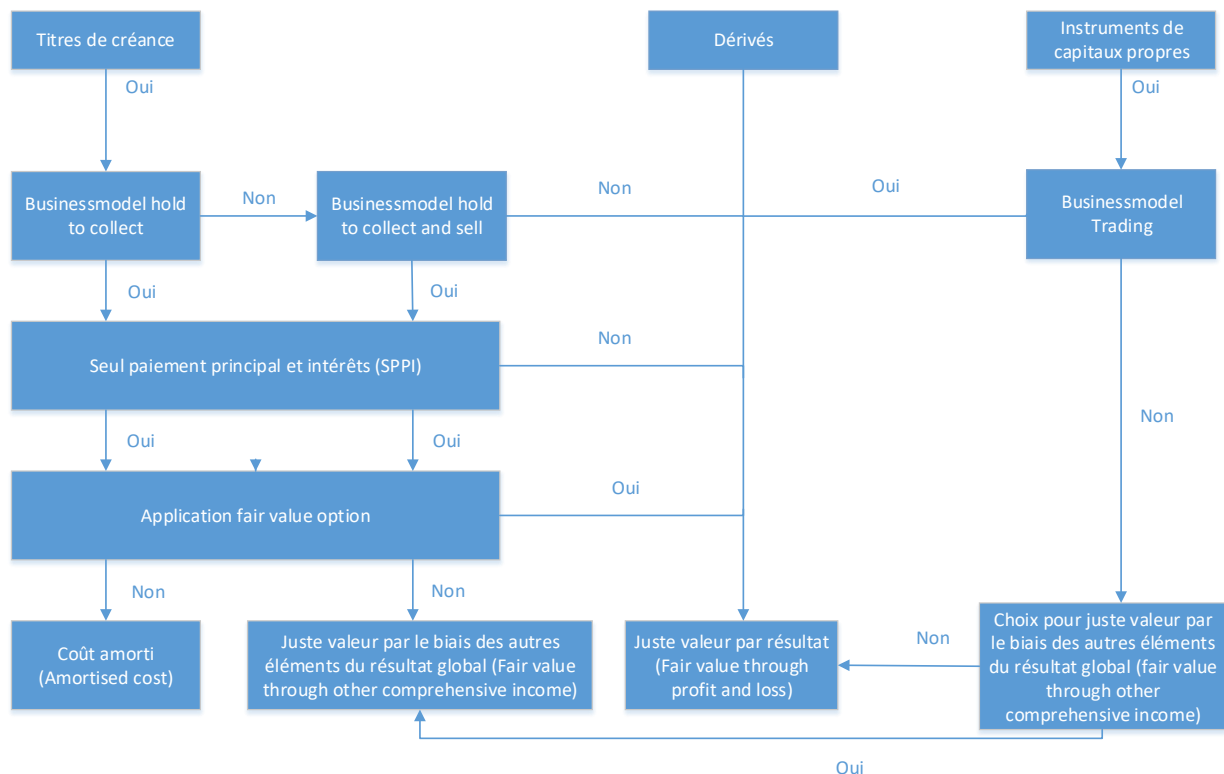 Titres de créance
Dérivés
Instruments de
capitaux propres
Oui
Oui
Businessmodel hold
to collect
Non
Businessmodel hold
to collect and sell
Non
Oui
Businessmodel
Trading
Oui
Oui
Seul paiement principal et intérêts (SPPI)
Non
Oui
Oui
Non
Application fair value option
Oui
Non
Non
Coût amorti
(Amortised cost)
Juste valeur par le biais des autres
éléments du résultat global (Fair value
through other comprehensive income)
Juste valeur par résultat
(Fair value through
profit and loss)
Non
Choix pour juste valeur par
le biais des autres éléments
du résultat global (fair value
through other
comprehensive income)
Oui